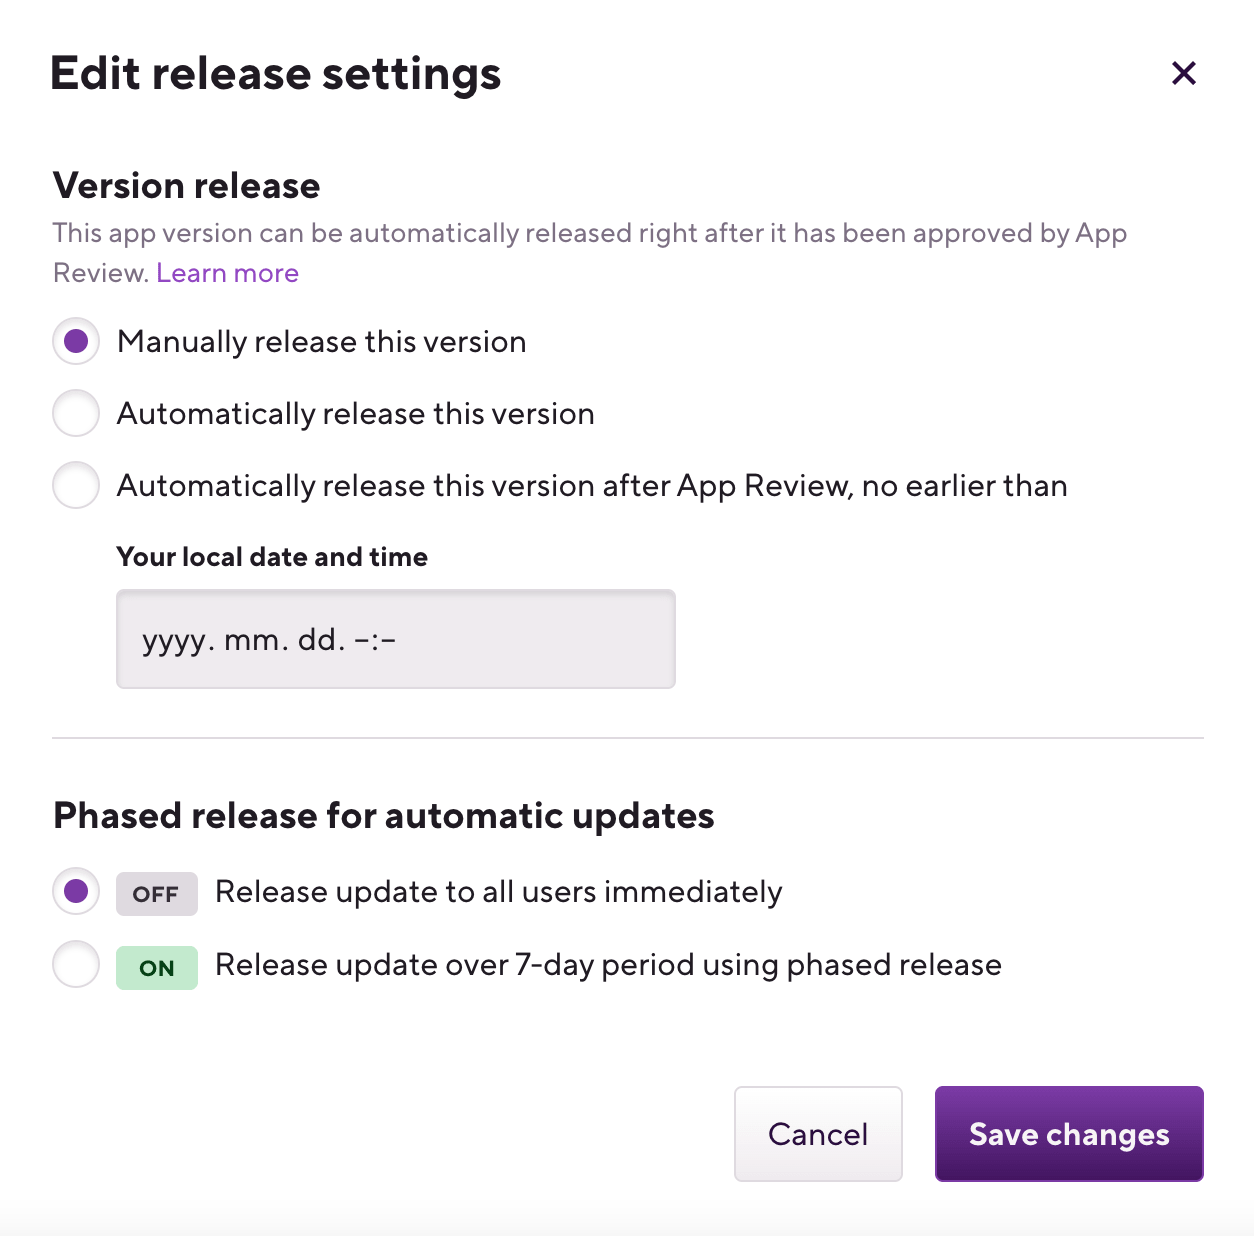 Edit release settings
Version release
This app version can be automatically released right after it has been approved by App
Review. Learn more
Manually release this version
Automatically release this version
Automatically release this version after App Review, no earlier than
Your local date and time
yyyy. mm. dd. –:–
Phased release for automatic updates
OFF Release update to all users immediately
ON Release update over 7-day period using phased release
Cancel Save changes